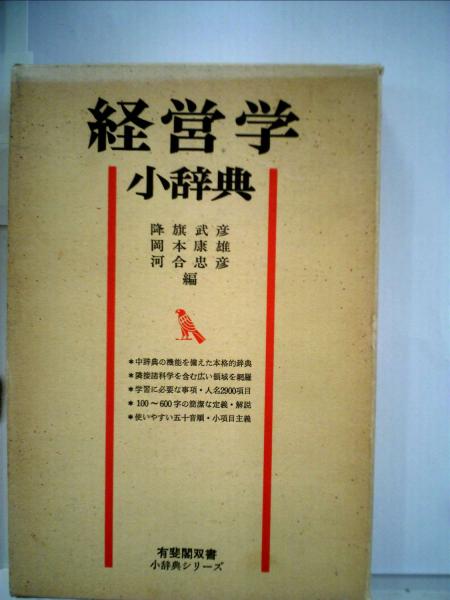 経営学
小辞典
降旗武彦
岡本康雄
河合忠彦
編
*中辞典の機能を備えた本格的辞典
*隣接諸科学を含む広い領域を網羅
*学習に必要な事項・人名2900項目
*100〜600字の簡潔な定義・解説
*使いやすい五十音順・小項目主義
有斐閣双書
小辞典シリーズ